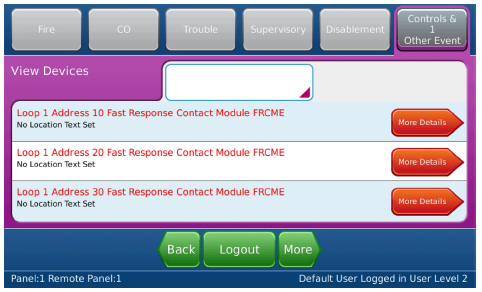 Fire
CO
Trouble
Supervisory
Disablement
Controls &
1
Other Event
View Devices
Loop 1 Address 10 Fast Response Contact Module FRCME
No Location Text Set
More Details
Loop 1 Address 20 Fast Response Contact Module FRCME
No Location Text Set
More Details
Loop 1 Address 30 Fast Response Contact Module FRCME
No Location Text Set
More Details
Back
Logout
More
Panel:1 Remote Panel:1
Default User Logged in User Level 2